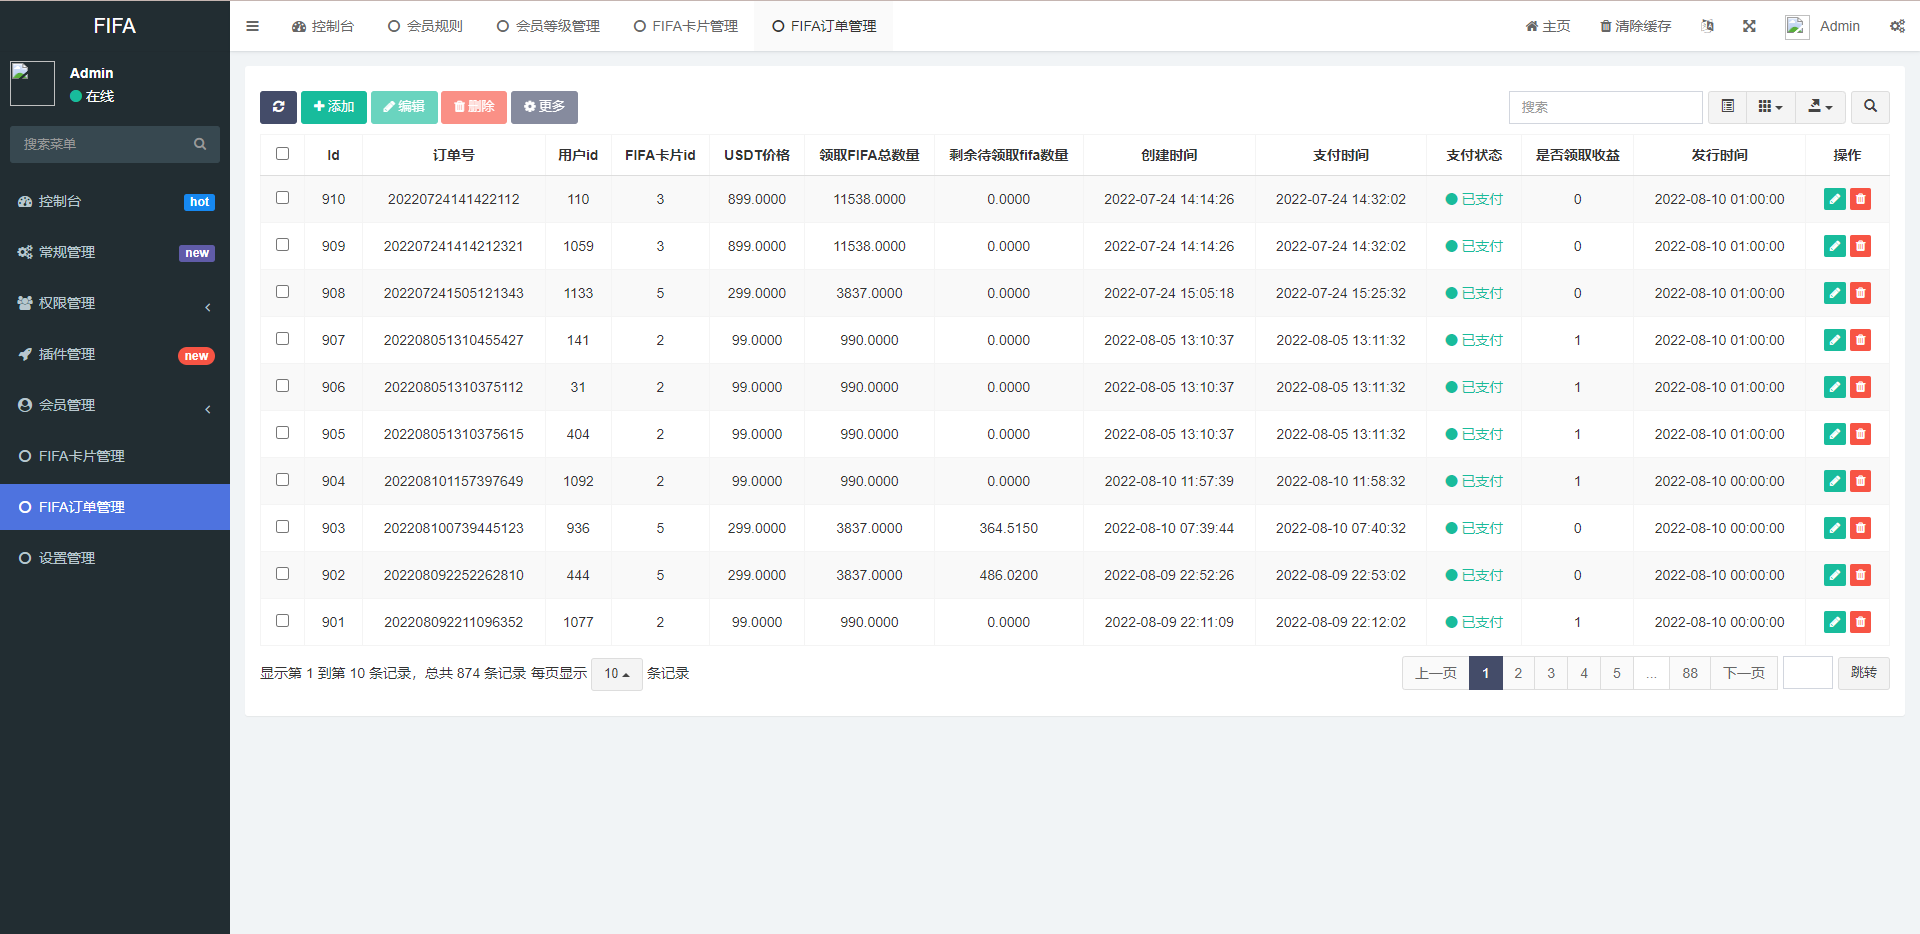 FIFA
Admin
在线
搜索菜单
控制台 hot
常规管理 new
权限管理
插件管理 new
会员管理
FIFA卡片管理
FIFA订单管理
设置管理
控制台 会员规则 会员等级管理 FIFA卡片管理 FIFA订单管理 主页 清除缓存 Admin
添加 编辑 删除 更多 搜索
Id 订单号 用户id FIFA卡片id USDT价格 领取FIFA总数量 剩余待领取fifa数量 创建时间 支付时间 支付状态 是否领取收益 发行时间 操作
910 20220724141422112 110 3 899.0000 11538.0000 0.0000 2022-07-24 14:14:26 2022-07-24 14:32:02 已支付 0 2022-08-10 01:00:00
909 202207241414212321 1059 3 899.0000 11538.0000 0.0000 2022-07-24 14:14:26 2022-07-24 14:32:02 已支付 0 2022-08-10 01:00:00
908 202207241505121343 1133 5 299.0000 3837.0000 0.0000 2022-07-24 15:05:18 2022-07-24 15:25:32 已支付 0 2022-08-10 01:00:00
907 202208051310455427 141 2 99.0000 990.0000 0.0000 2022-08-05 13:10:37 2022-08-05 13:11:32 已支付 1 2022-08-10 01:00:00
906 202208051310375112 31 2 99.0000 990.0000 0.0000 2022-08-05 13:10:37 2022-08-05 13:11:32 已支付 1 2022-08-10 01:00:00
905 202208051310375615 404 2 99.0000 990.0000 0.0000 2022-08-05 13:10:37 2022-08-05 13:11:32 已支付 1 2022-08-10 01:00:00
904 202208101157397649 1092 2 99.0000 990.0000 0.0000 2022-08-10 11:57:39 2022-08-10 11:58:32 已支付 1 2022-08-10 00:00:00
903 202208100739445123 936 5 299.0000 3837.0000 364.5150 2022-08-10 07:39:44 2022-08-10 07:40:32 已支付 0 2022-08-10 00:00:00
902 202208092252262810 444 5 299.0000 3837.0000 486.0200 2022-08-09 22:52:26 2022-08-09 22:53:02 已支付 0 2022-08-10 00:00:00
901 202208092211096352 1077 2 99.0000 990.0000 0.0000 2022-08-09 22:11:09 2022-08-09 22:12:02 已支付 1 2022-08-10 00:00:00
显示第 1 到第 10 条记录，总共 874 条记录 每页显示 10 条记录 上一页 1 2 3 4 5 ... 88 下一页 跳转